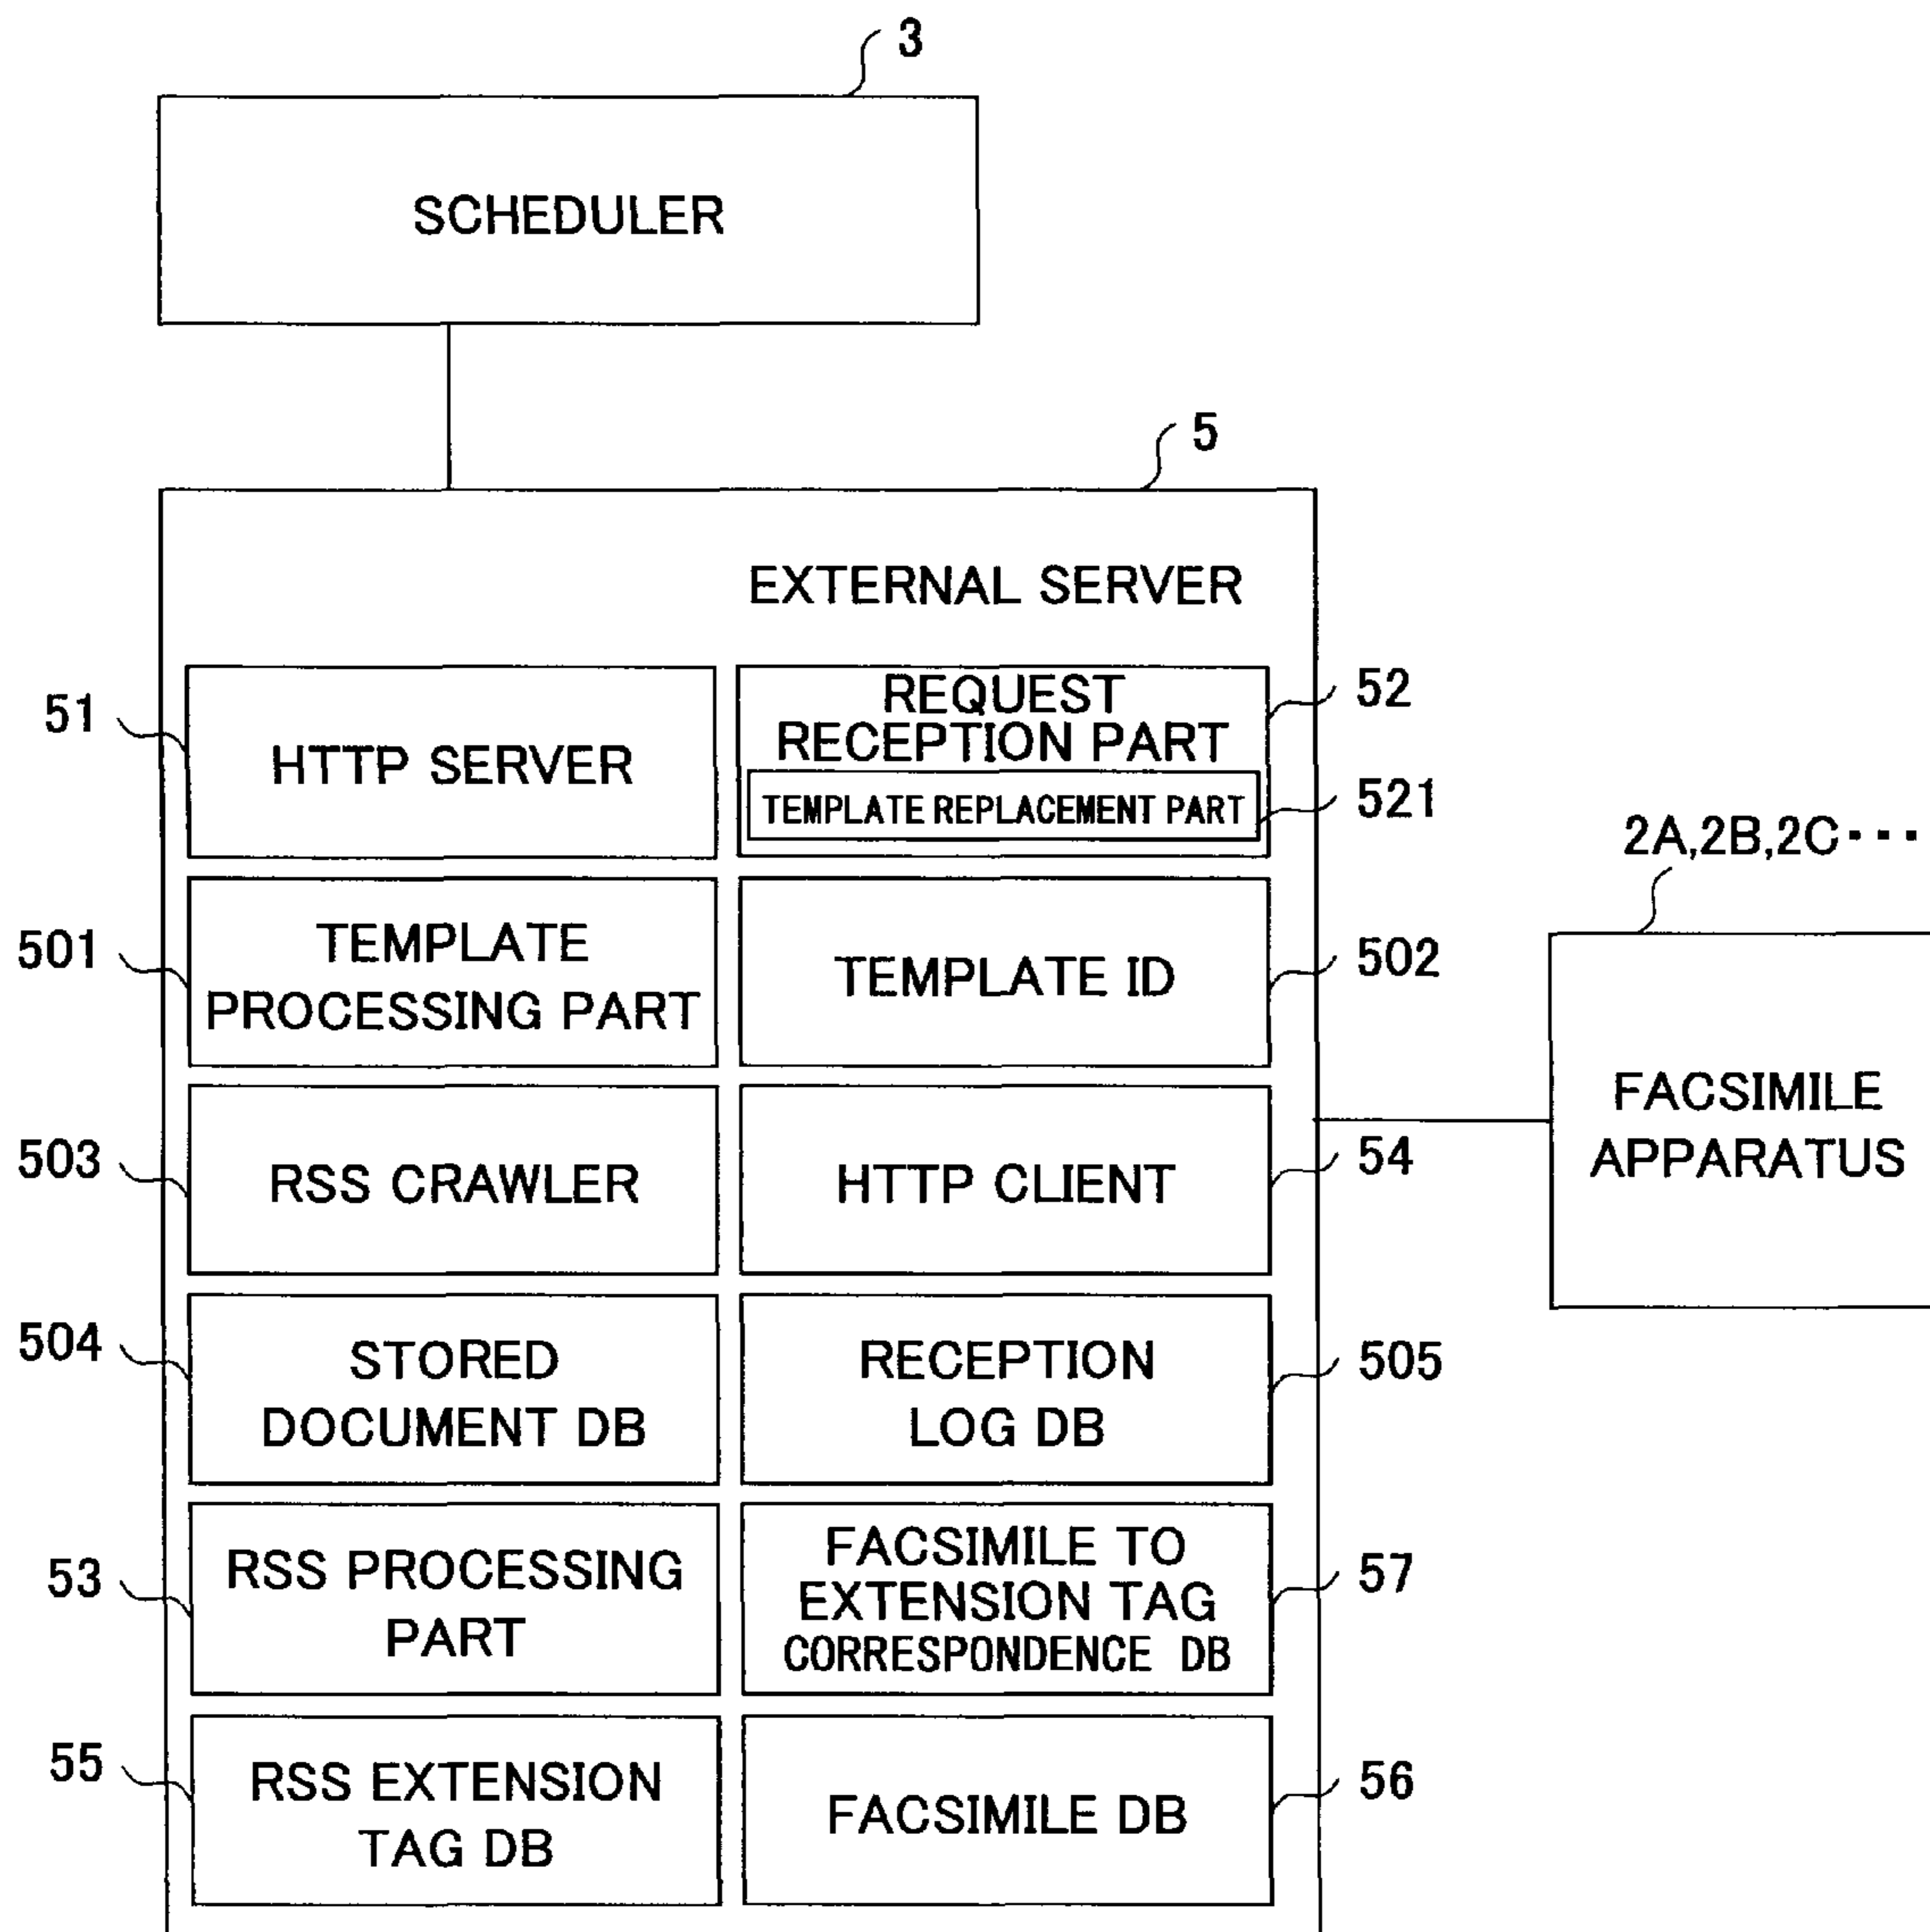 3
SCHEDULER
5
EXTERNAL SERVER
51
HTTP SERVER
REQUEST
RECEPTION PART
52
TEMPLATE REPLACEMENT PART
521
501
TEMPLATE
PROCESSING PART
TEMPLATE ID
502
503
RSS CRAWLER
HTTP CLIENT
54
504
STORED
DOCUMENT DB
RECEPTION
LOG DB
505
53
RSS PROCESSING
PART
FACSIMILE TO
EXTENSION TAG
CORRESPONDENCE DB
57
55
RSS EXTENSION
TAG DB
FACSIMILE DB
56
2A,2B,2C・・・
FACSIMILE
APPARATUS